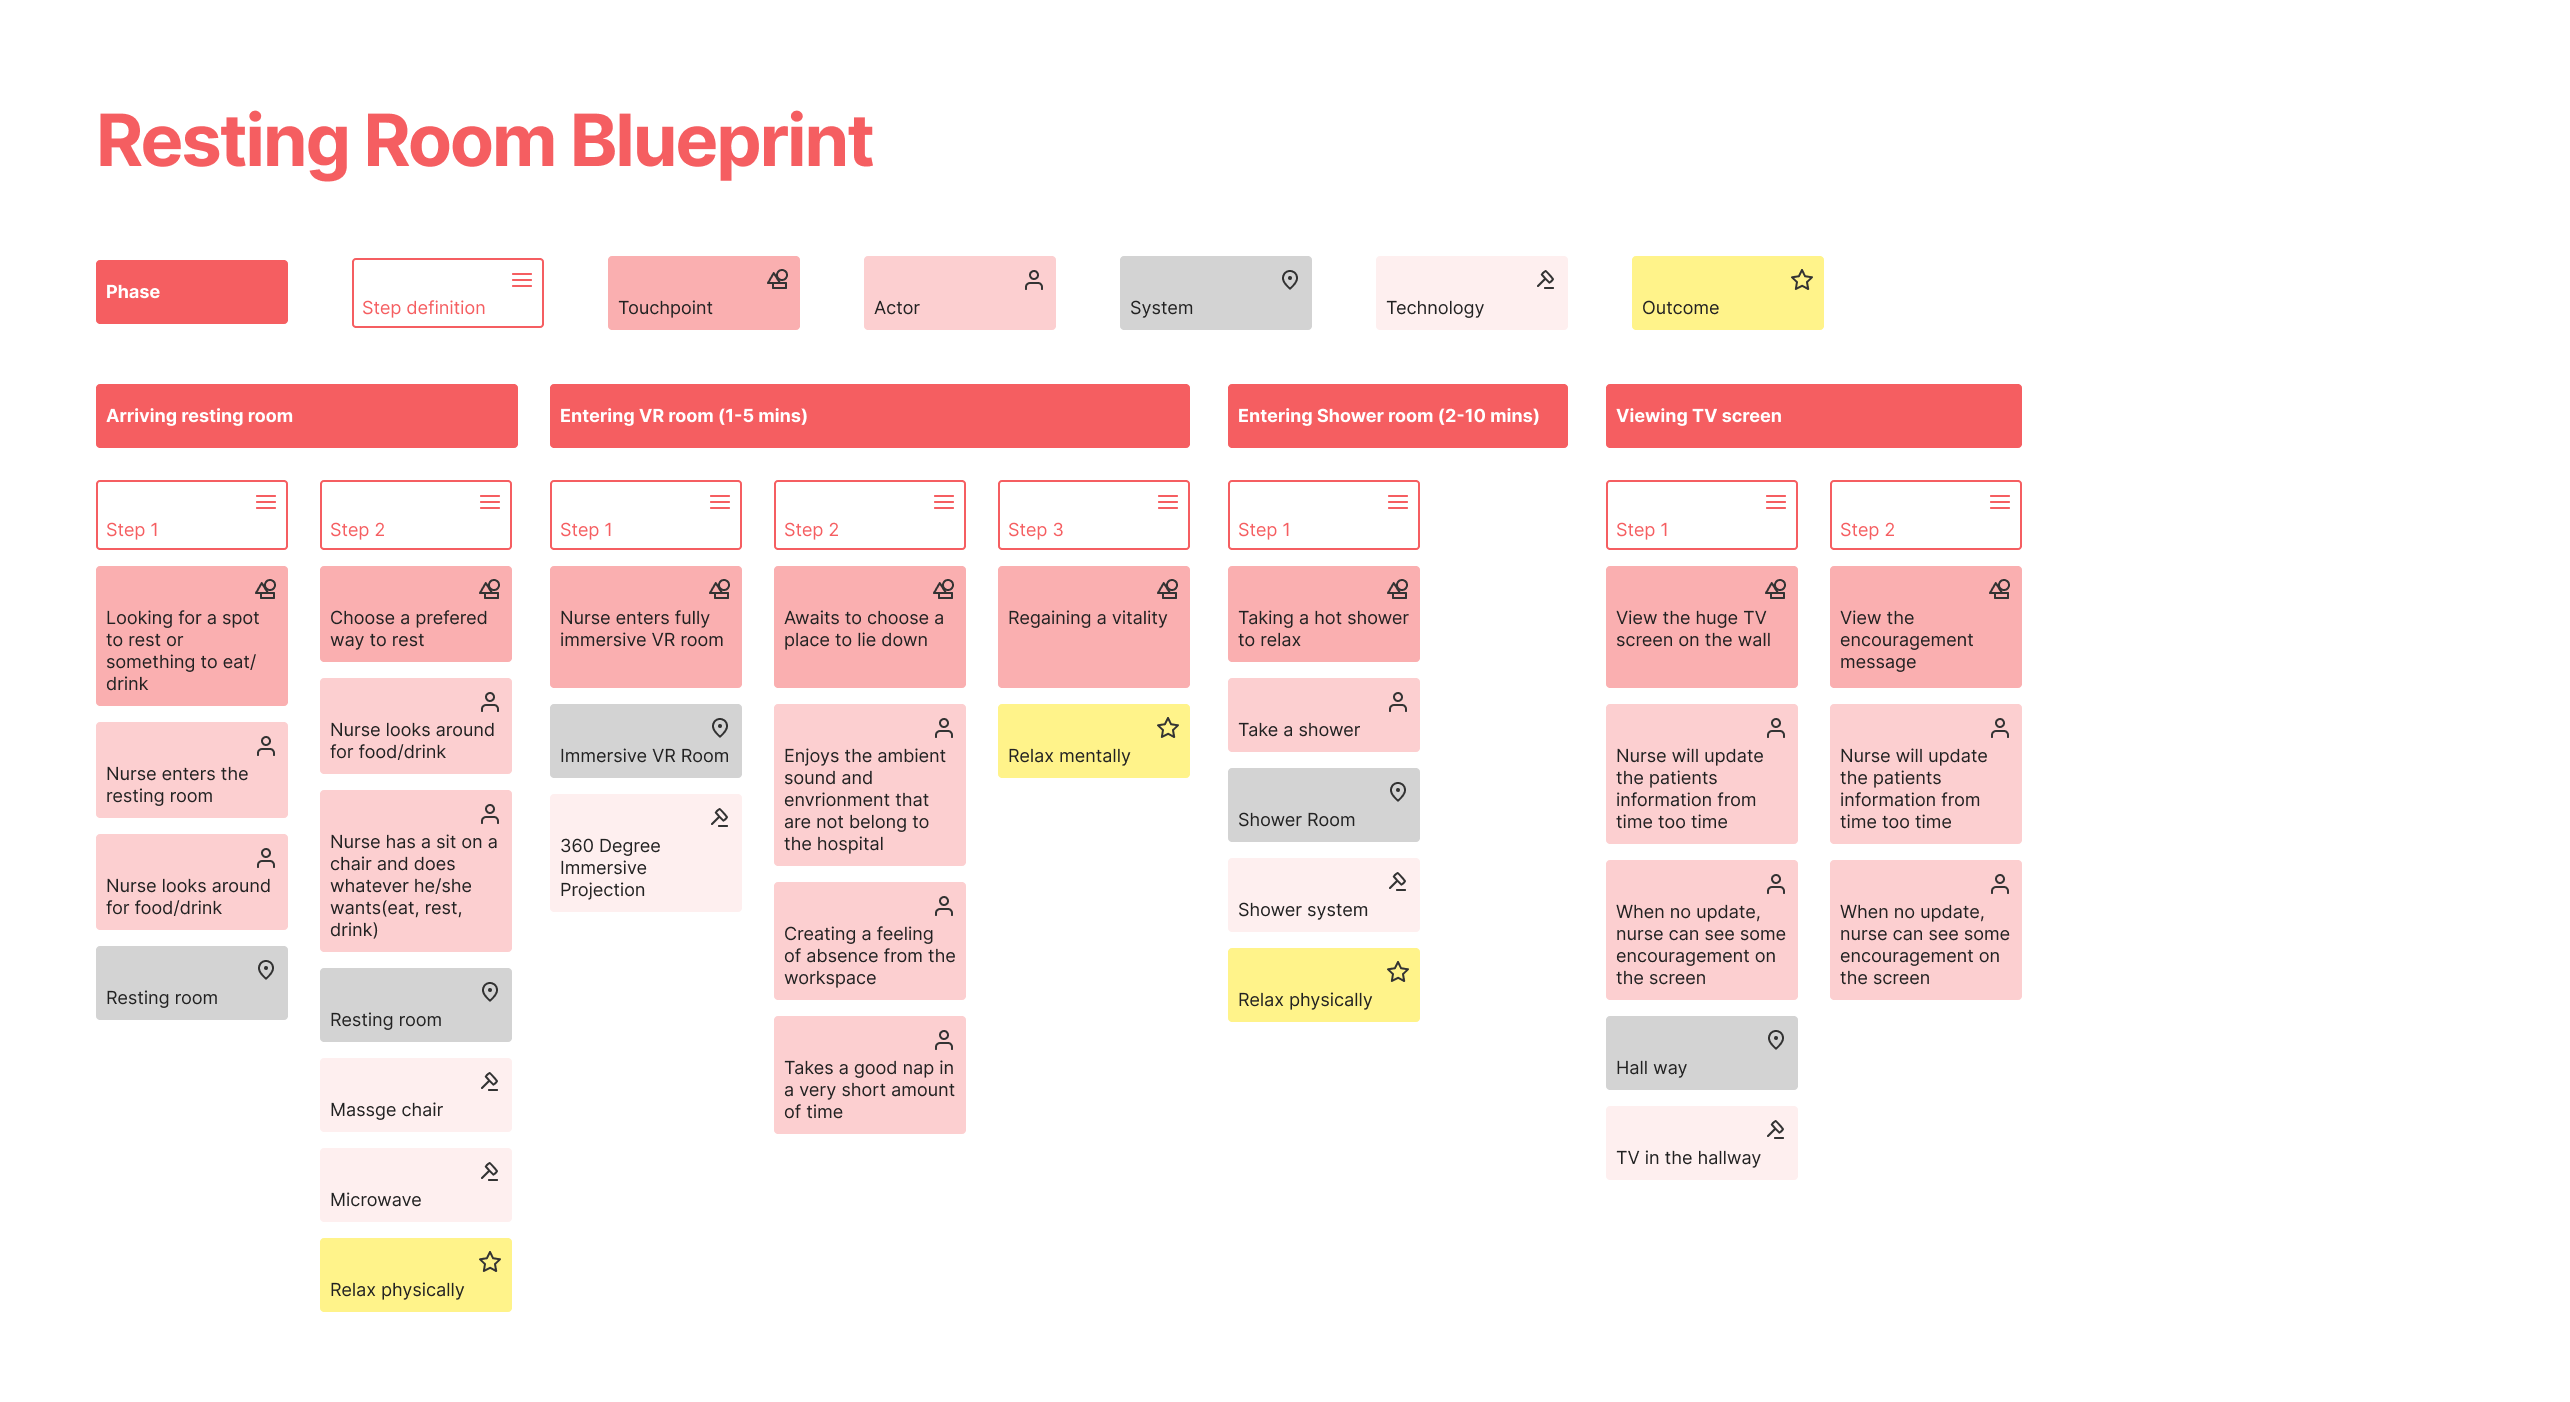 Resting Room Blueprint
Phase
Step definition
Touchpoint
Actor
System
Technology
Outcome
Arriving resting room
Step 1
Looking for a spot
to rest or
something to eat/
drink
Nurse enters the
resting room
Nurse looks around
for food/drink
Resting room
Step 2
Choose a prefered
way to rest
Nurse looks around
for food/drink
Nurse has a sit on a
chair and does
whatever he/she
wants(eat, rest,
drink)
Resting room
Massge chair
Microwave
Relax physically
Entering VR room (1-5 mins)
Step 1
Nurse enters fully
immersive VR room
Immersive VR Room
360 Degree
Immersive
Projection
Step 2
Awaits to choose a
place to lie down
Enjoys the ambient
sound and
envrionment that
are not belong to
the hospital
Creating a feeling
of absence from the
workspace
Takes a good nap in
a very short amount
of time
Step 3
Regaining a vitality
Relax mentally
Entering Shower room (2-10 mins)
Step 1
Taking a hot shower
to relax
Take a shower
Shower Room
Shower system
Relax physically
Viewing TV screen
Step 1
View the huge TV
screen on the wall
Nurse will update
the patients
information from
time too time
When no update,
nurse can see some
encouragement on
the screen
Hall way
TV in the hallway
Step 2
View the
encouragement
message
Nurse will update
the patients
information from
time too time
When no update,
nurse can see some
encouragement on
the screen